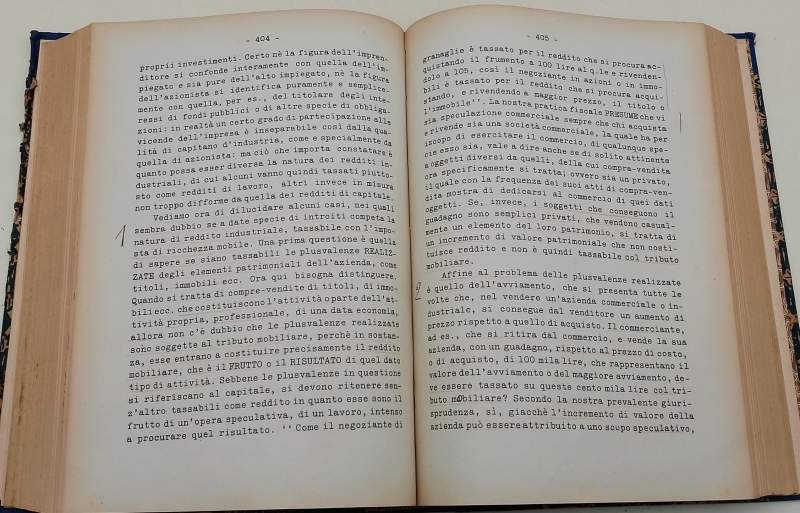 - 404 -
proprii investimenti. Certo nè la figura dell'impren-
ditore si confonde interamente con quella dell'im-
piegato e sia pure dell'alto impiegato, nè la figura
dell'azionista si identifica puramente e semplice-
mente con quella, per es., del titolare degli inte-
ressi di fondi pubblici o di altre specie di obbliga-
zioni: in realtà un certo grado di partecipazione alle
vicende dell'impresa è inseparabile così dalla qua-
lità di capitano d'industria, come e specialmente da
quella di azionista: ma ciò che importa constatare è
quanto possa esser diversa la natura dei redditi in-
dustriali, di cui alcuni vanno quindi tassati piutto-
sto come redditi di lavoro, altri invece in misura
non troppo difforme da quella dei redditi di capitale.
Vediamo ora di dilucidare alcuni casi, nei quali
sembra dubbio se a date specie di introiti competa la
natura di reddito industriale, tassabile con l'impo-
sta di ricchezza mobile. Una prima questione è quella
di sapere se siano tassabili le plusvalenze REALIZ-
ZATE degli elementi patrimoniali dell'azienda, come
titoli, immobili ecc. Ora qui bisogna distinguere.
Quando si tratta di compre-vendite di titoli, di immo-
bili ecc. che costituiscono l'attività o parte dell'at-
tività propria, professionale, di una data economia,
allora non c'è dubbio che le plusvalenze realizzate
sono soggette al tributo mobiliare, perchè in sostan-
za, esse entrano a costituire precisamente il reddito
mobiliare, che è il FRUTTO o il RISULTATO di quel dato
tipo di attività. Sebbene le plusvalenze in questione
si riferiscano al capitale, si devono ritenere sen-
z'altro tassabili come reddito in quanto esse sono il
frutto di un'opera speculativa, di un lavoro, intenso
a procurare quel risultato. ''Come il negoziante di
- 405 -
granaglie è tassato per il reddito che si procura ac-
quistando il frumento a 100 lire al q.le e rivenden-
dolo a 105, così il negoziante in azioni o in immo-
bili è tassato per il reddito che si procura acqui-
stando, e rivendendo a maggior prezzo, il titolo o
l'immobile''. La nostra pratica fiscale PRESUME che vi
sia speculazione commerciale sempre che chi acquista
e rivende sia una società commerciale, la quale ha per
iscopo di esercitare il commercio, di qualunque spe-
cie esso sia, vale a dire anche se di solito attinente
a oggetti diversi da quelli, della cui compra-vendita
ora specificamente si tratta; ovvero sia un privato,
il quale con la frequenza dei suoi atti di compra-ven-
dita mostra di dedicarsi al commercio di quei dati
oggetti. Se, invece, i soggetti che conseguono il
guadagno sono semplici privati, che vendono casual-
mente un elemento del loro patrimonio, si tratta di
un incremento di valore patrimoniale che non costi-
tuisce reddito e non è quindi tassabile col tributo
mobiliare.
Affine al problema delle plusvalenze realizzate
è quello dell'avviamento, che si presenta tutte le
volte che, nel vendere un'azienda commerciale o in-
dustriale, si consegue dal venditore un aumento di
prezzo rispetto a quello di acquisto. Il commerciante,
ad es., che si ritira dal commercio, e vende la sua
azienda, con un guadagno, rispetto al prezzo di costo,
o di acquisto, di 100 mila lire, che rappresentano il
valore dell'avviamento o del maggiore avviamento, de-
ve essere tassato su queste cento mila lire col tri-
buto mobiliare? Secondo la nostra prevalente giuri-
sprudenza, sì, giacchè l'incremento di valore della
azienda può essere attribuito a uno scopo speculativo,